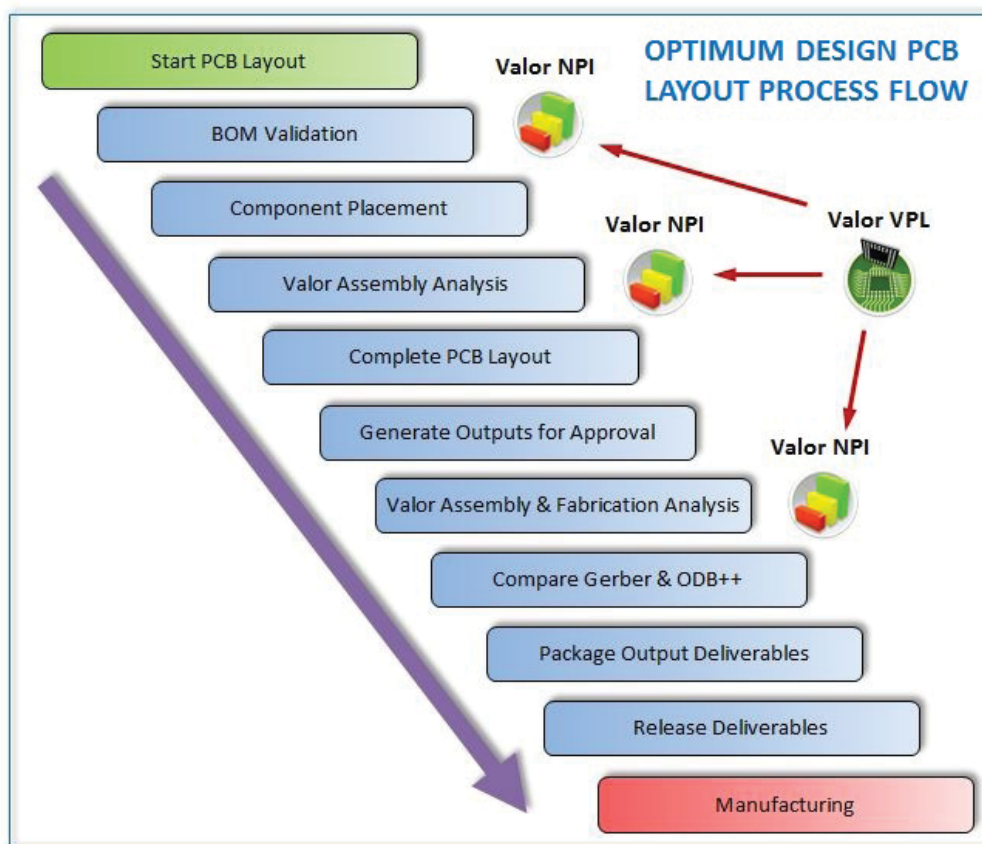 OPTIMUM DESIGN PCB
LAYOUT PROCESS FLOW
Start PCB Layout
Valor NPI
BOM Validation
Component Placement
Valor NPI
Valor VPL
Valor Assembly Analysis
Complete PCB Layout
Generate Outputs for Approval
Valor NPI
Valor Assembly & Fabrication Analysis
Compare Gerber & ODB++
Package Output Deliverables
Release Deliverables
Manufacturing